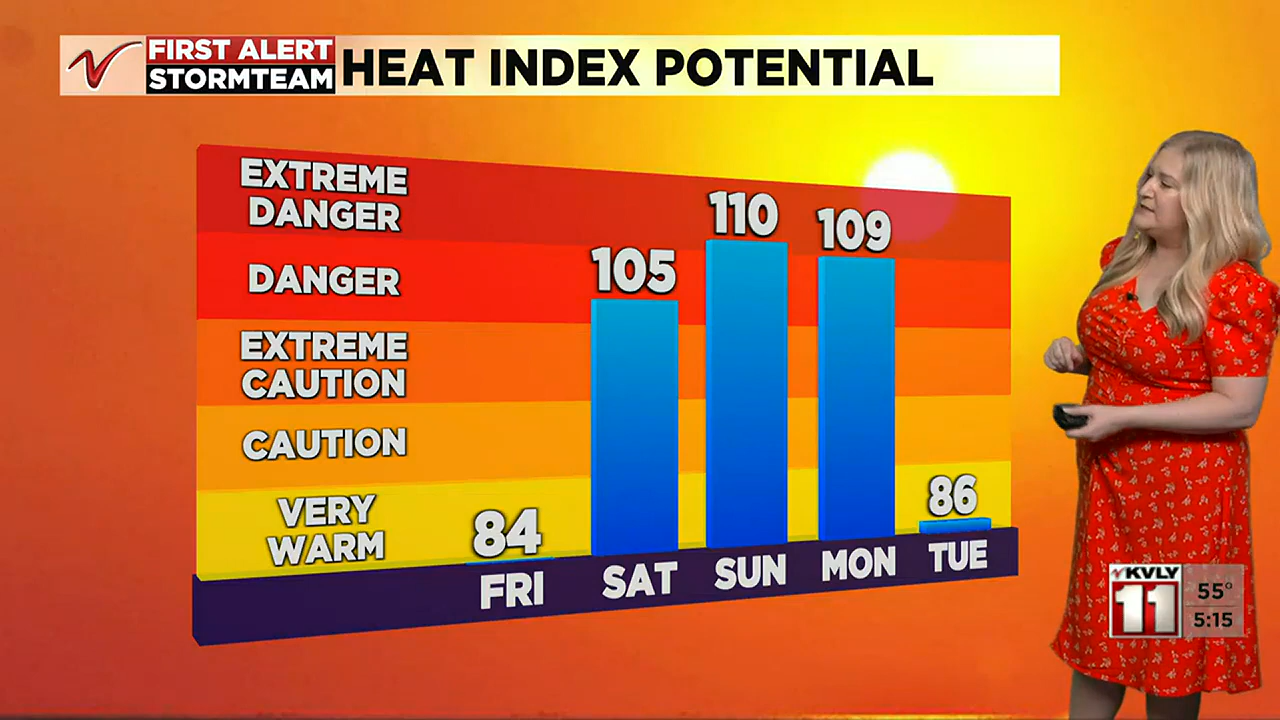 FIRST ALERT
STORMTEAM
HEAT INDEX POTENTIAL
EXTREME
DANGER
DANGER
EXTREME
CAUTION
CAUTION
VERY
WARM
84
105
110
109
86
FRI
SAT
SUN
MON
TUE
KVLY
11
55°
5:15